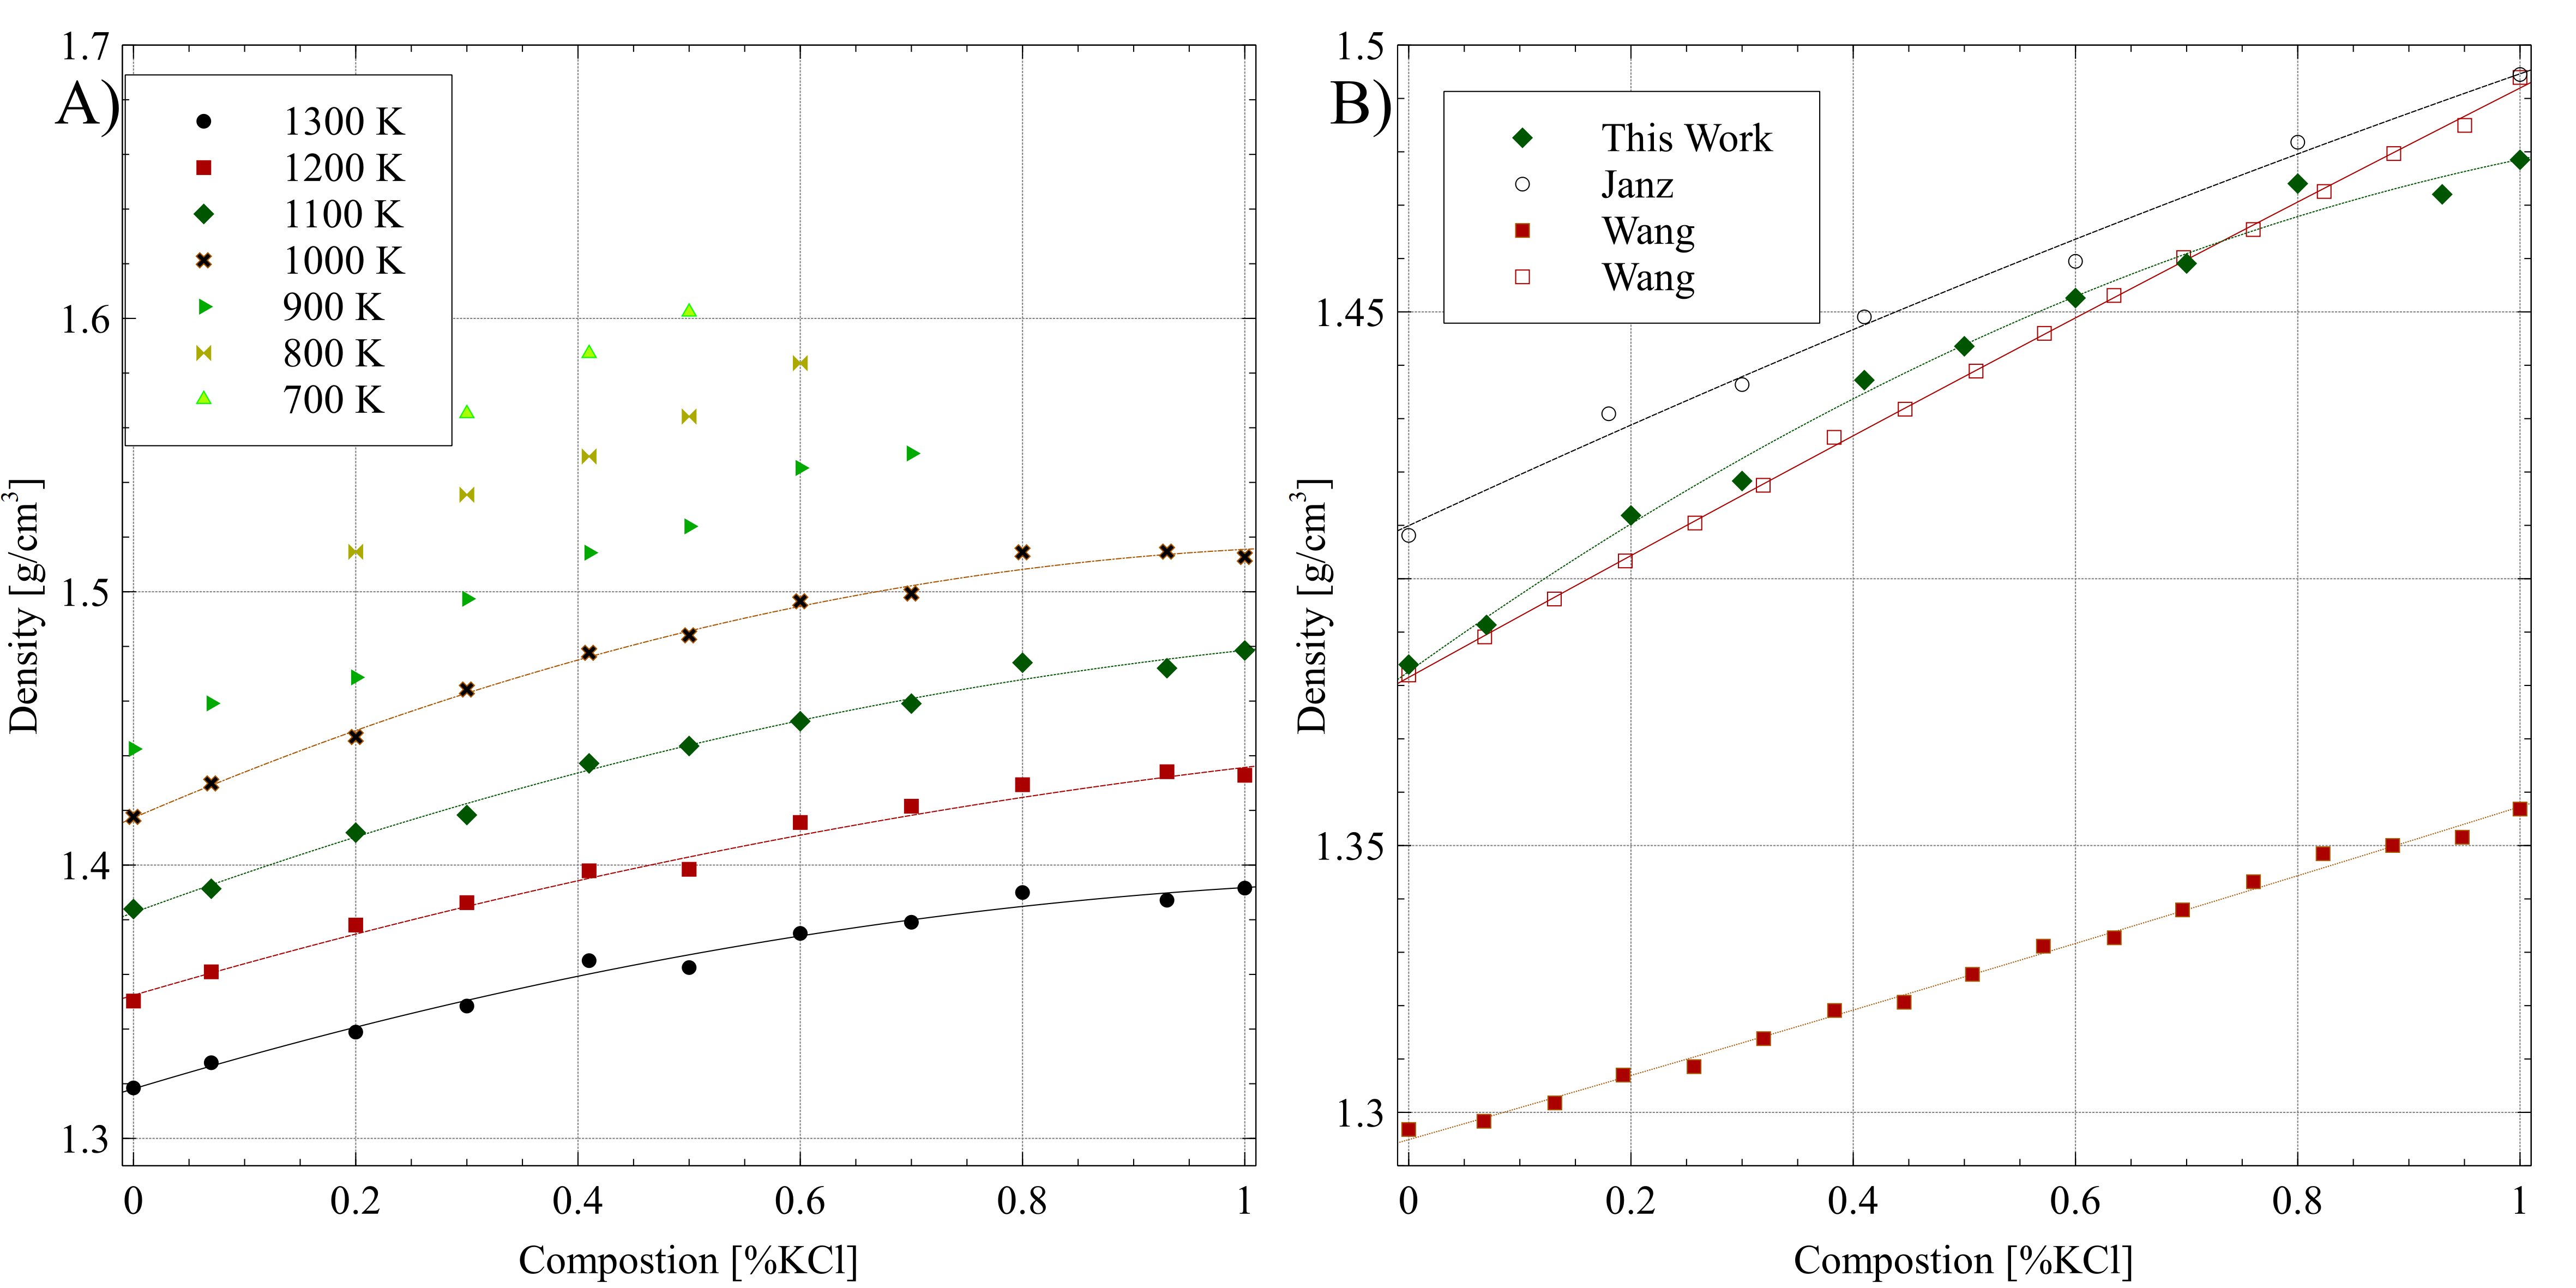 A)
1300 K
1200 K
1100 K
1000 K
900 K
800 K
700 K
1.7
1.6
1.5
1.4
1.3
Density [g/cm³]
0 0.2 0.4 0.6 0.8 1
Compostion [%KCl]
B)
This Work
Janz
Wang
Wang
1.5
1.45
1.35
1.3
Density [g/cm³]
0 0.2 0.4 0.6 0.8 1
Compostion [%KCl]